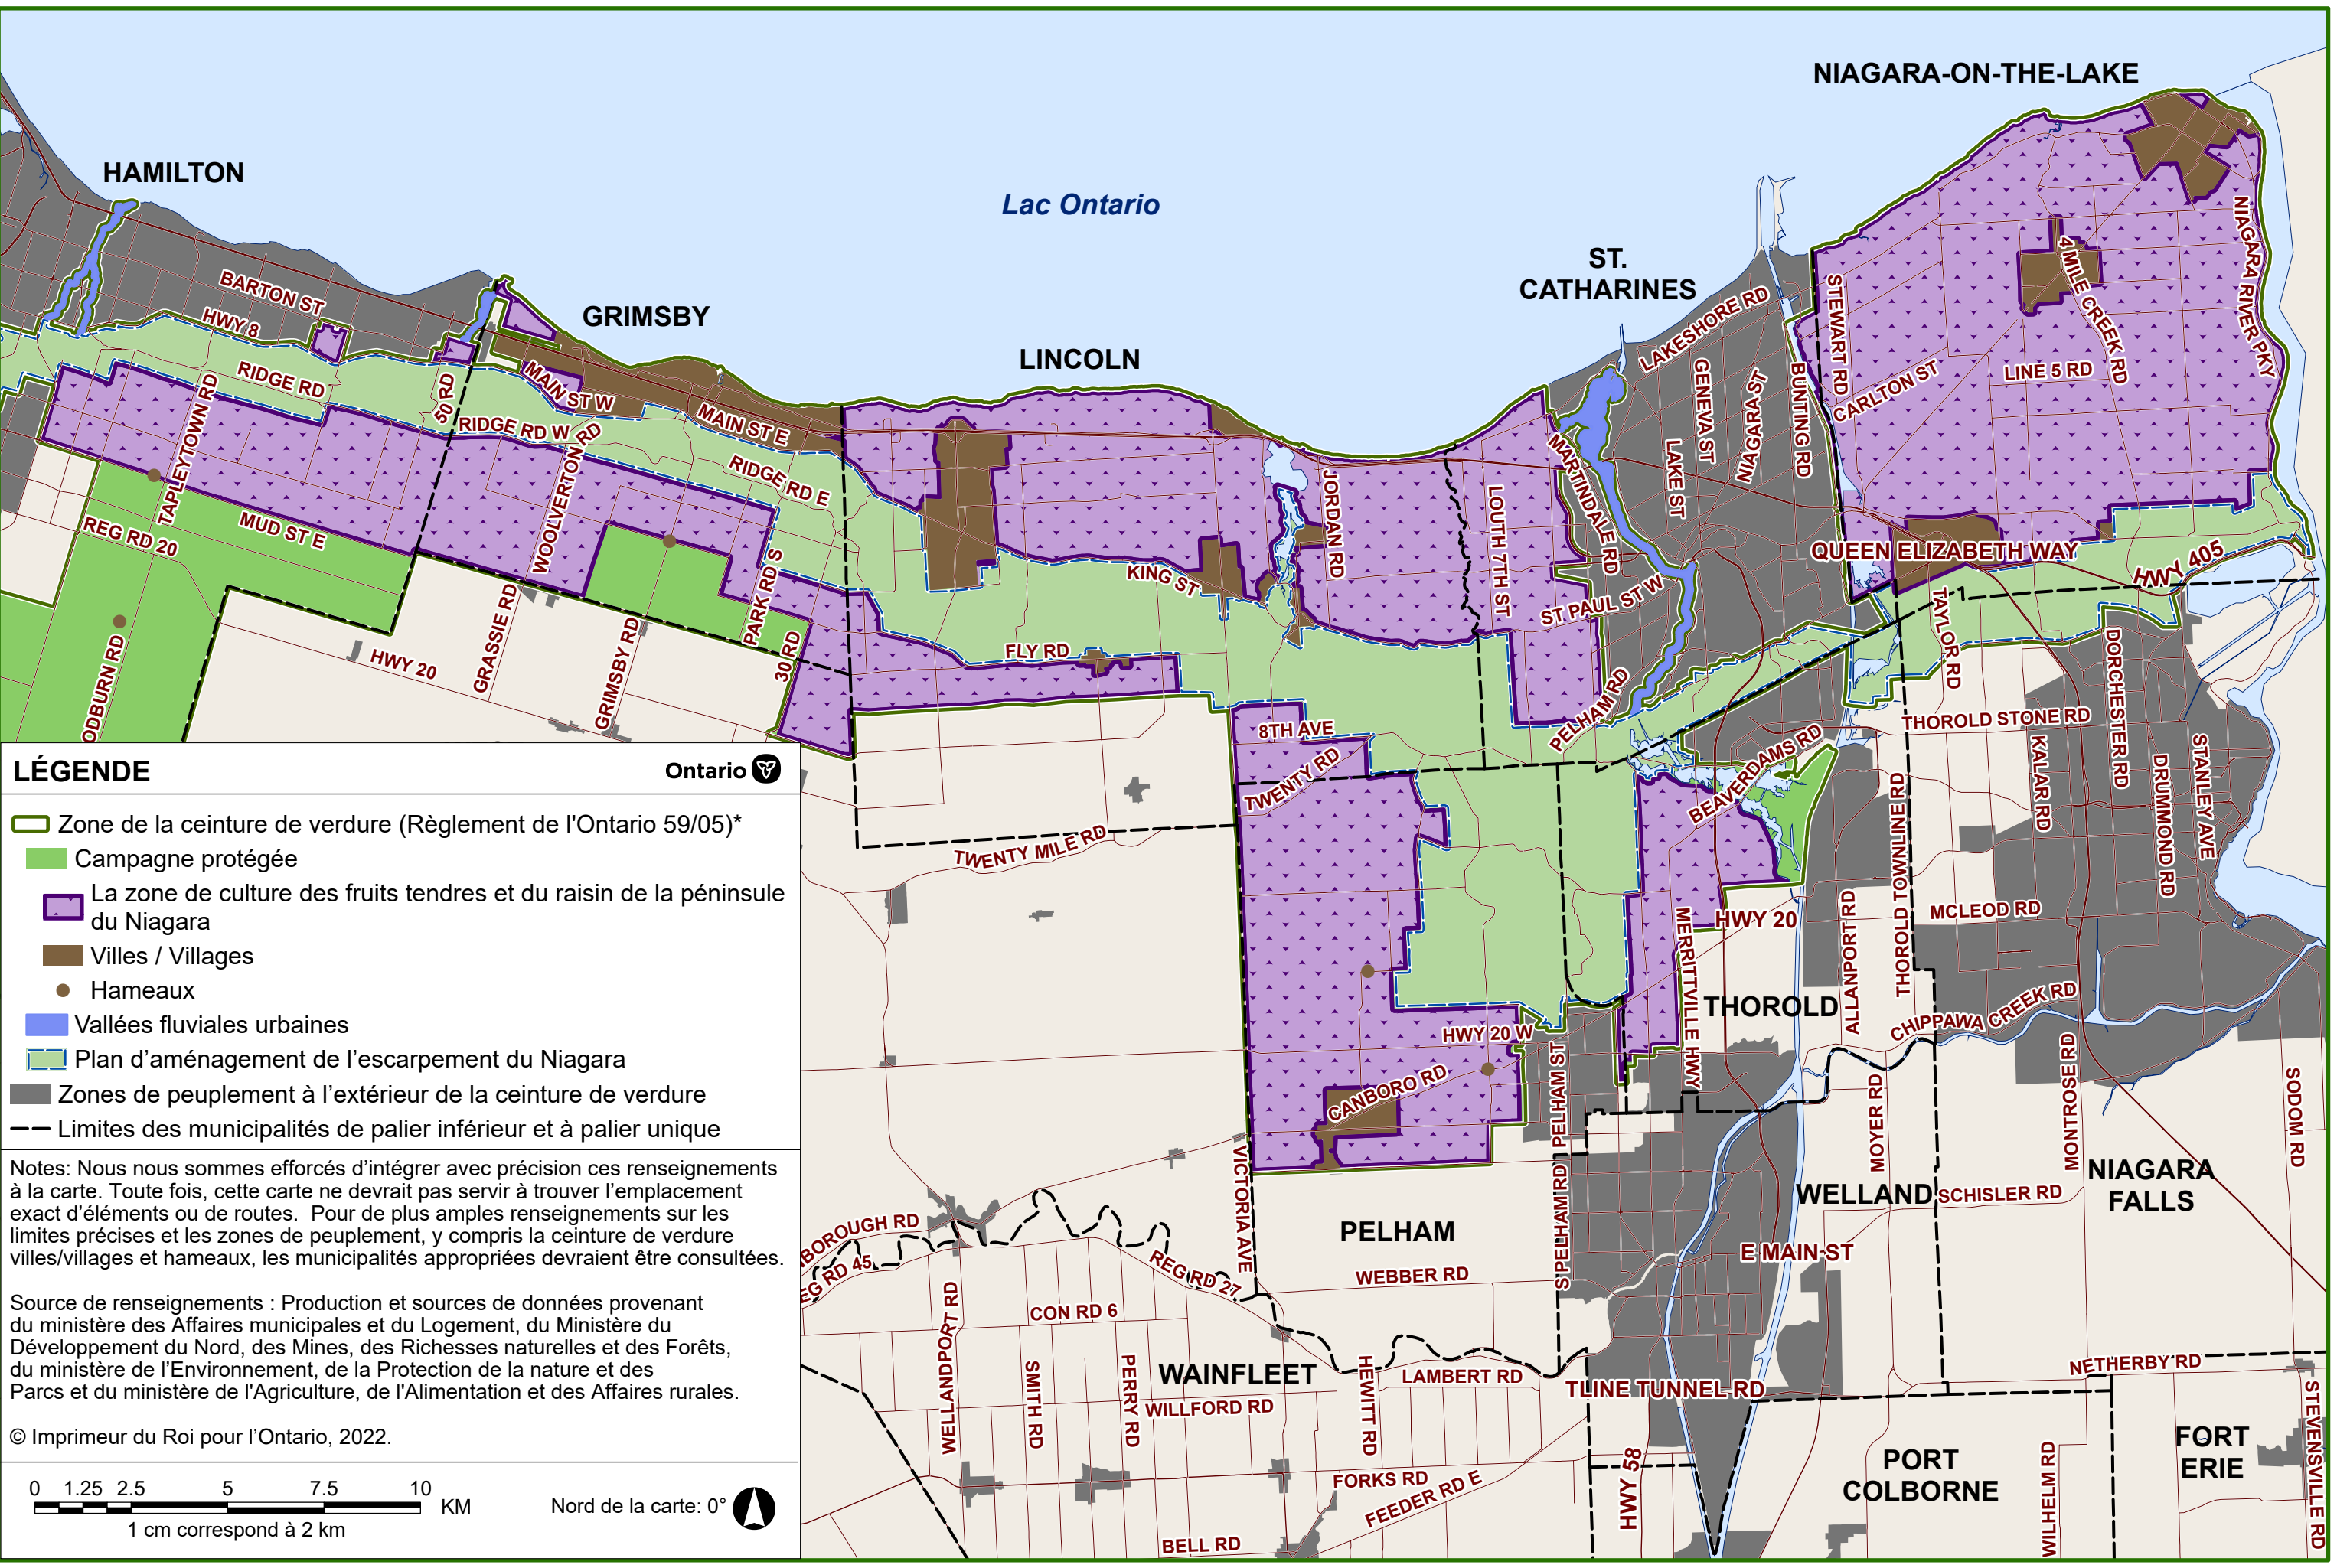 NIAGARA-ON-THE-LAKE
HAMILTON
Lac Ontario
ST.
CATHARINES
GRIMSBY
LINCOLN
BARTON ST
HWY 8
RIDGE RD
50 RD
MAIN ST W
RIDGE RD W
MAIN ST E
RIDGE RD E
TAPLEYTOWN RD
WOOLVERTON RD
MUD ST E
REG RD 20
ODBURN RD
HWY 20
GRASSIE RD
GRIMSBY RD
PARK RD S
30 RD
KING ST
FLY RD
JORDAN RD
LOUTH 7TH ST
MARTINDALE RD
ST PAUL ST W
PELHAM RD
LAKESHORE RD
GENEVA ST
LAKE ST
NIAGARA ST
BUNTING RD
STEWART RD
CARLTON ST
LINE 5 RD
4 MILE CREEK RD
NIAGARA RIVER PKY
QUEEN ELIZABETH WAY
HWY 405
TAYLOR RD
DORCHESTER RD
THOROLD STONE RD
KALAR RD
DRUMMOND RD
STANLEY AVE
BEAVERDAMS RD
8TH AVE
TWENTY RD
TWENTY MILE RD
THOROLD TOWNLINE RD
ALLANPORT RD
MCLEOD RD
HWY 20
MERRITTVILLE HWY
THOROLD
CHIPPAWA CREEK RD
HWY 20 W
CANBORO RD
PELHAM ST
S PELHAM RD
VICTORIA AVE
MOYER RD
MONTROSE RD
SODOM RD
NIAGARA
FALLS
WELLAND
SCHISLER RD
PELHAM
E MAIN ST
WEBBER RD
BOROUGH RD
EG RD 45
REG RD 27
CON RD 6
WELLANDPORT RD
SMITH RD
PERRY RD
WAINFLEET
WILLFORD RD
HEWITT RD
LAMBERT RD
TLINE TUNNEL RD
NETHERBY RD
STEVENSVILLE RD
FORT
ERIE
PORT
COLBORNE
WILHELM RD
HWY 58
FORKS RD
FEEDER RD E
BELL RD
LÉGENDE
Ontario
Zone de la ceinture de verdure (Règlement de l'Ontario 59/05)*
Campagne protégée
La zone de culture des fruits tendres et du raisin de la péninsule
du Niagara
Villes / Villages
Hameaux
Vallées fluviales urbaines
Plan d’aménagement de l’escarpement du Niagara
Zones de peuplement à l’extérieur de la ceinture de verdure
Limites des municipalités de palier inférieur et à palier unique
Notes: Nous nous sommes efforcés d’intégrer avec précision ces renseignements
à la carte. Toute fois, cette carte ne devrait pas servir à trouver l’emplacement
exact d’éléments ou de routes. Pour de plus amples renseignements sur les
limites précises et les zones de peuplement, y compris la ceinture de verdure
villes/villages et hameaux, les municipalités appropriées devraient être consultées.
Source de renseignements : Production et sources de données provenant
du ministère des Affaires municipales et du Logement, du Ministère du
Développement du Nord, des Mines, des Richesses naturelles et des Forêts,
du ministère de l’Environnement, de la Protection de la nature et des
Parcs et du ministère de l'Agriculture, de l'Alimentation et des Affaires rurales.
© Imprimeur du Roi pour l’Ontario, 2022.
0 1.25 2.5 5 7.5 10
KM
1 cm correspond à 2 km
Nord de la carte: 0°